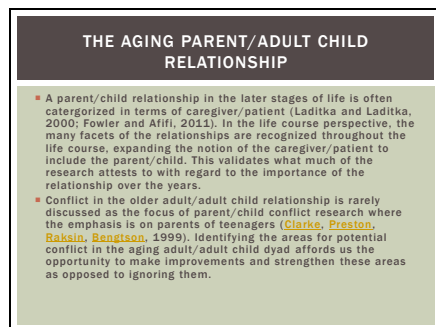 THE AGING PARENT/ADULT CHILD
RELATIONSHIP
A parent/child relationship in the later stages of life is often
catergorized in terms of caregiver/patient (Laditka and Laditka,
2000; Fowler and Afifi, 2011). In the life course perspective, the
many facets of the relationships are recognized throughout the
life course, expanding the notion of the caregiver/patient to
include the parent/child. This validates what much of the
research attests to with regard to the importance of the
relationship over the years.
Conflict in the older adult/adult child relationship is rarely
discussed as the focus of parent/child conflict research where
the emphasis is on parents of teenagers (Clarke, Preston,
Raksin, Bengtson, 1999). Identifying the areas for potential
conflict in the aging adult/adult child dyad affords us the
opportunity to make improvements and strengthen these areas
as opposed to ignoring them.